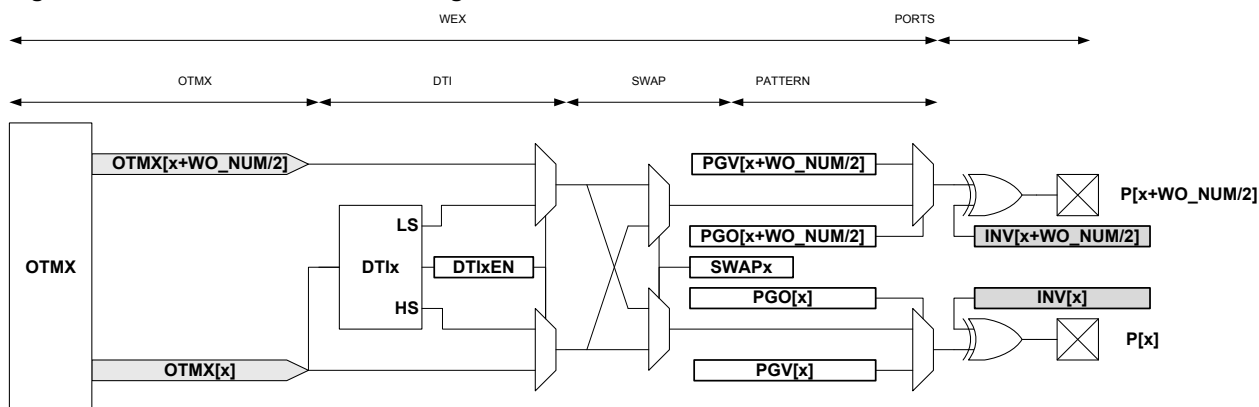 WEX PORTS
OTMX DTI SWAP PATTERN
OTMX[x+WO_NUM/2] PGV[x+WO_NUM/2]
P[x+WO_NUM/2]
LS
PGO[x+WO_NUM/2] INV[x+WO_NUM/2]
OTMX DTIx DTIxEN SWAPx
HS PGO[x] INV[x]
P[x]
OTMX[x] PGV[x]